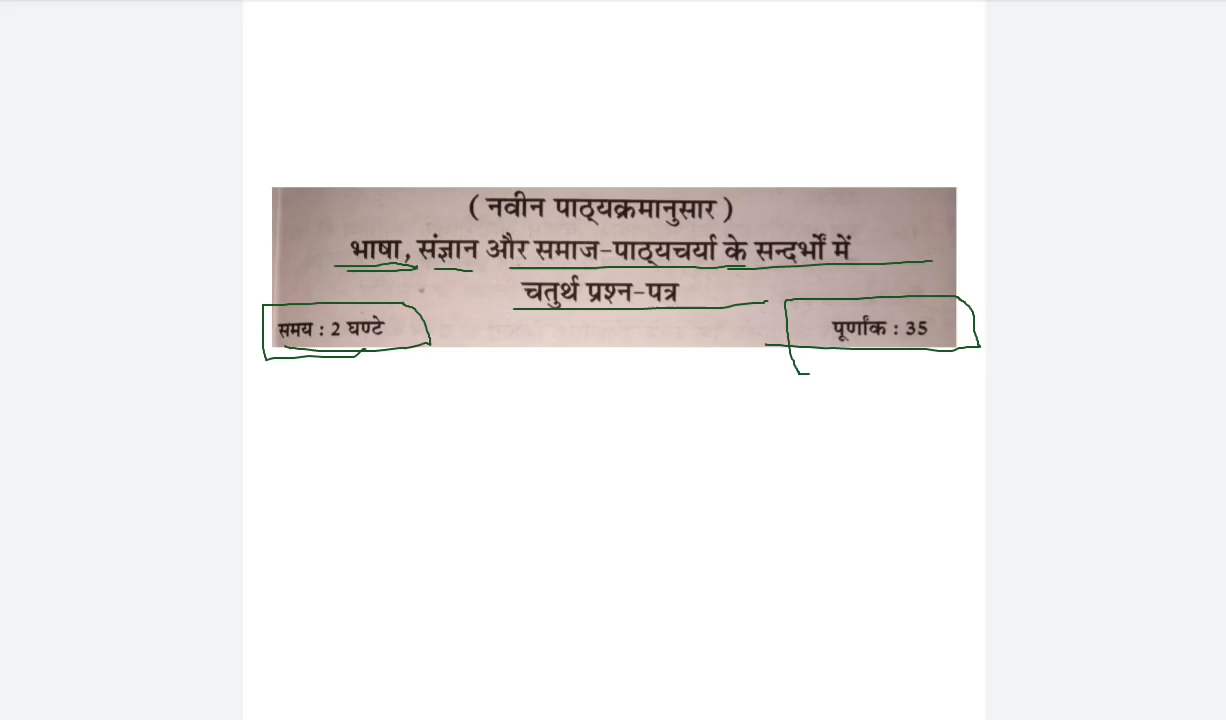 ( नवीन पाठ्यक्रमानुसार )
भाषा, संज्ञान और समाज-पाठ्यचर्या के सन्दर्भों में
चतुर्थ प्रश्न-पत्र
समय : 2 घण्टे पूर्णांक : 35